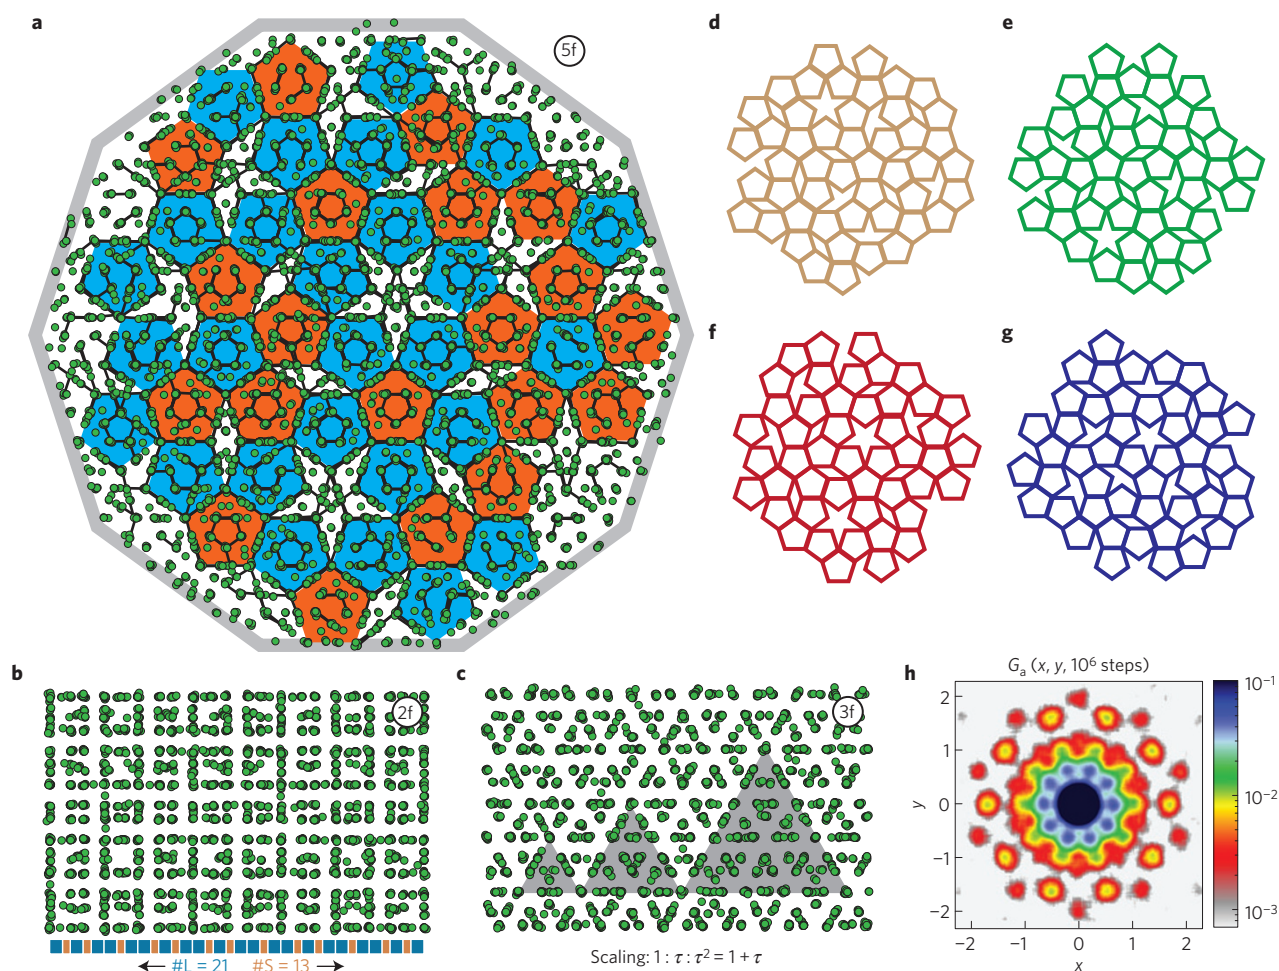 a
5f
d
e
f
g
b
2f
#L = 21 #S = 13
c
3f
Scaling: 1 : τ : τ² = 1 + τ
h
Gₐ (x, y, 10⁶ steps)
2
1
0
−1
−2
y
−2 −1 0 1 2
x
10⁻¹
10⁻²
10⁻³